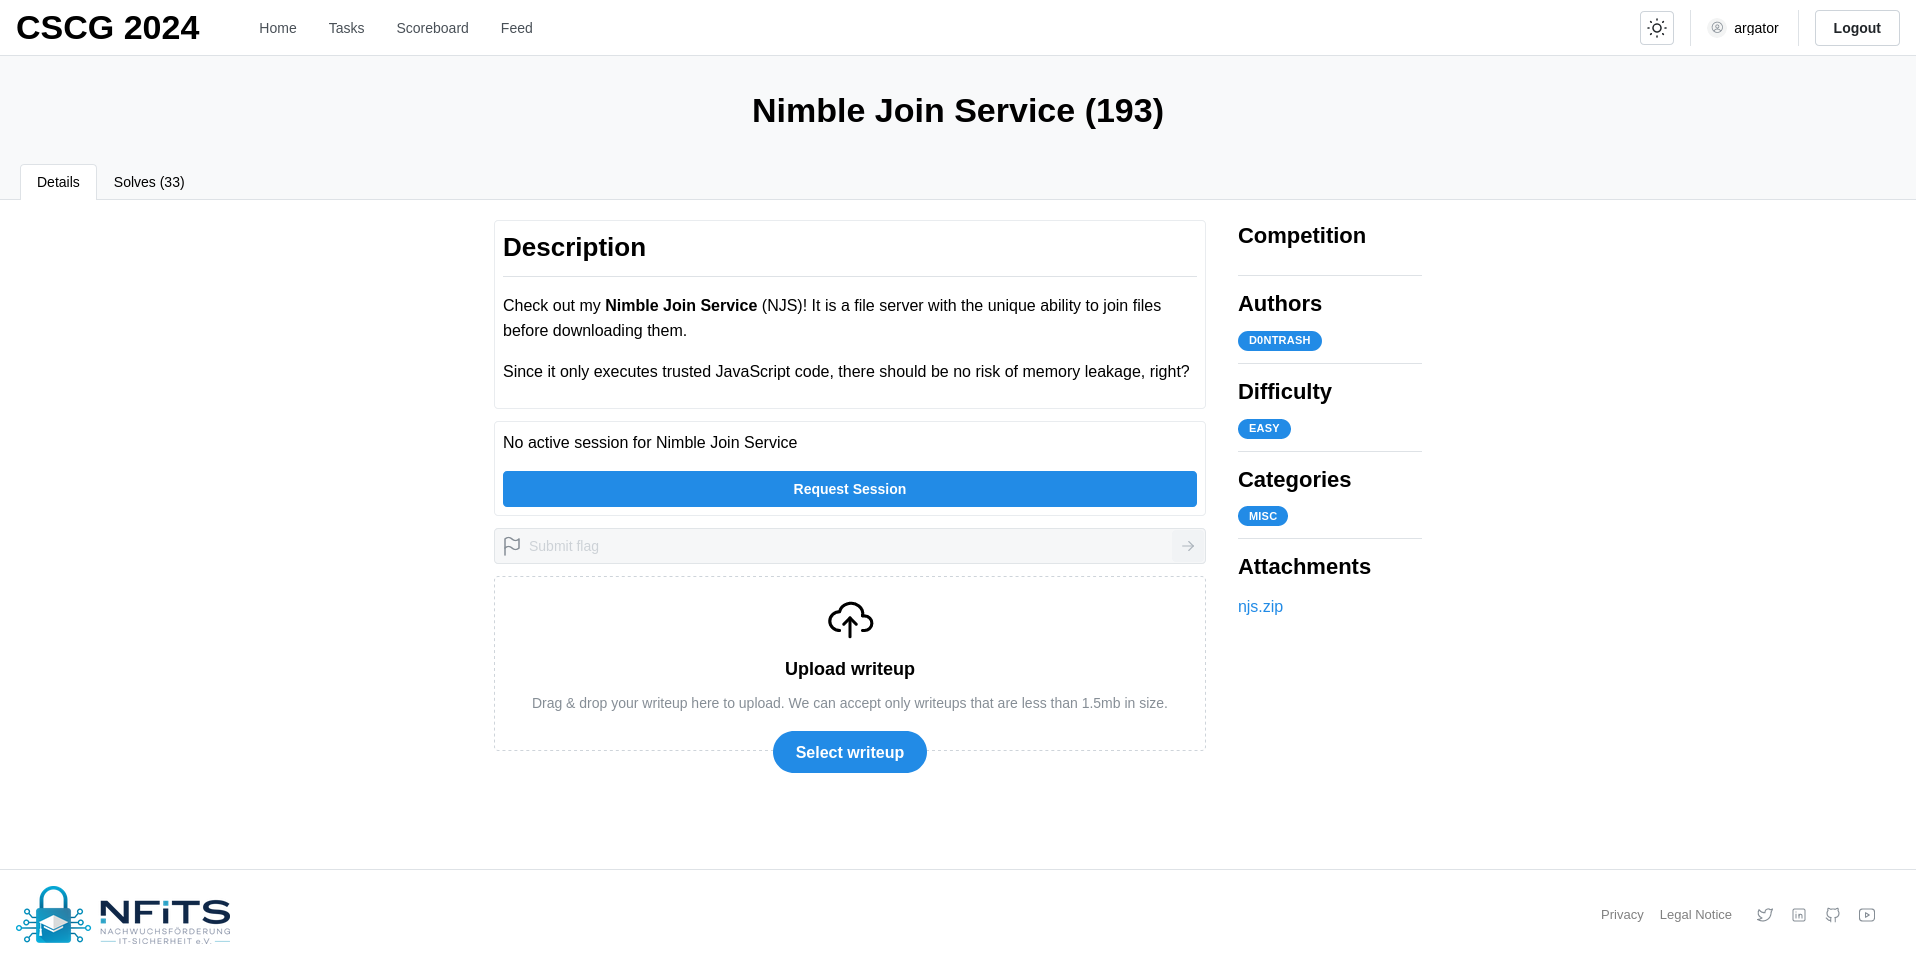 CSCG 2024
Home
Tasks
Scoreboard
Feed
argator
Logout
Nimble Join Service (193)
Details
Solves (33)
Description
Check out my Nimble Join Service (NJS)! It is a file server with the unique ability to join files
before downloading them.
Since it only executes trusted JavaScript code, there should be no risk of memory leakage, right?
No active session for Nimble Join Service
Request Session
Submit flag
Upload writeup
Drag & drop your writeup here to upload. We can accept only writeups that are less than 1.5mb in size.
Select writeup
Competition
Authors
D0NTRASH
Difficulty
EASY
Categories
MISC
Attachments
njs.zip
NFiTS
NACHWUCHSFÖRDERUNG
IT-SICHERHEIT e.V.
Privacy
Legal Notice